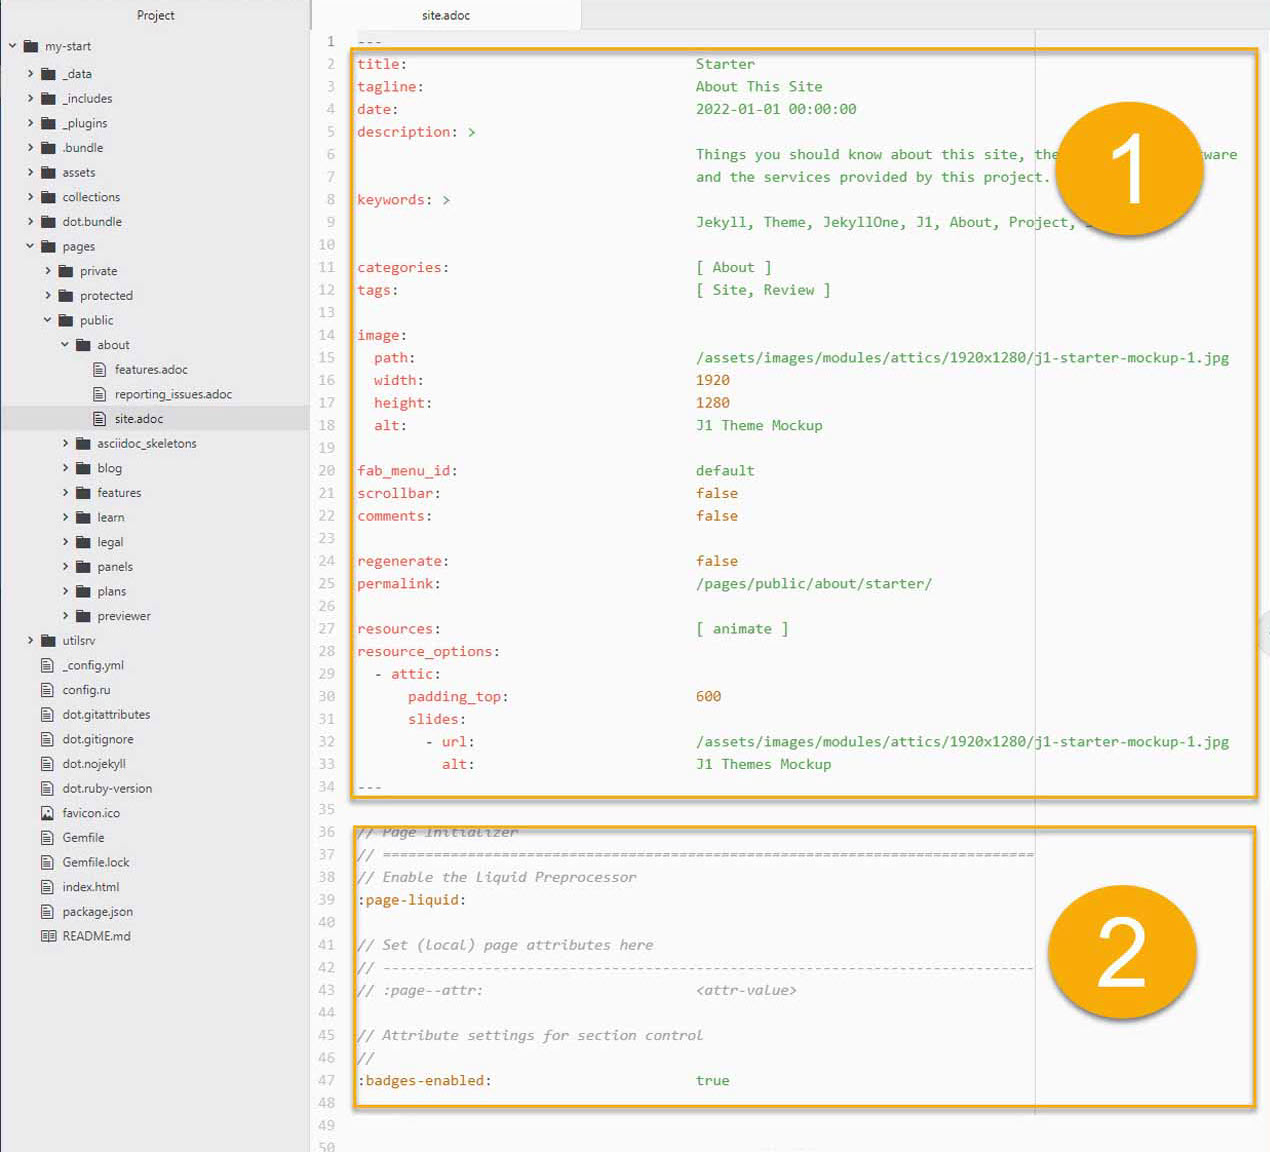 Project
my-start
_data
_includes
_plugins
.bundle
assets
collections
dot.bundle
pages
private
protected
public
about
features.adoc
reporting_issues.adoc
site.adoc
asciidoc_skeletons
blog
features
learn
legal
panels
plans
previewer
utilsrv
_config.yml
config.ru
dot.gitattributes
dot.gitignore
dot.nojekyll
dot.ruby-version
favicon.ico
Gemfile
Gemfile.lock
index.html
package.json
README.md
site.adoc
1 ---
2 title: Starter
3 tagline: About This Site
4 date: 2022-01-01 00:00:00
5 description: >
6 Things you should know about this site, the
7 and the services provided by this project.
8 keywords: >
9 Jekyll, Theme, JekyllOne, J1, About, Project,
10
11 categories: [ About ]
12 tags: [ Site, Review ]
13
14 image:
15 path: /assets/images/modules/attics/1920x1280/j1-starter-mockup-1.jpg
16 width: 1920
17 height: 1280
18 alt: J1 Theme Mockup
19
20 fab_menu_id: default
21 scrollbar: false
22 comments: false
23
24 regenerate: false
25 permalink: /pages/public/about/starter/
26
27 resources: [ animate ]
28 resource_options:
29 - attic:
30 padding_top: 600
31 slides:
32 - url: /assets/images/modules/attics/1920x1280/j1-starter-mockup-1.jpg
33 alt: J1 Themes Mockup
34 ---
35
36 // Page Initializer
37 // =============================================================================
38 // Enable the Liquid Preprocessor
39 :page-liquid:
40
41 // Set (local) page attributes here
42 // -----------------------------------------------------------------------------
43 // :page--attr: <attr-value>
44
45 // Attribute settings for section control
46 //
47 :badges-enabled: true
48
49
50
1
2